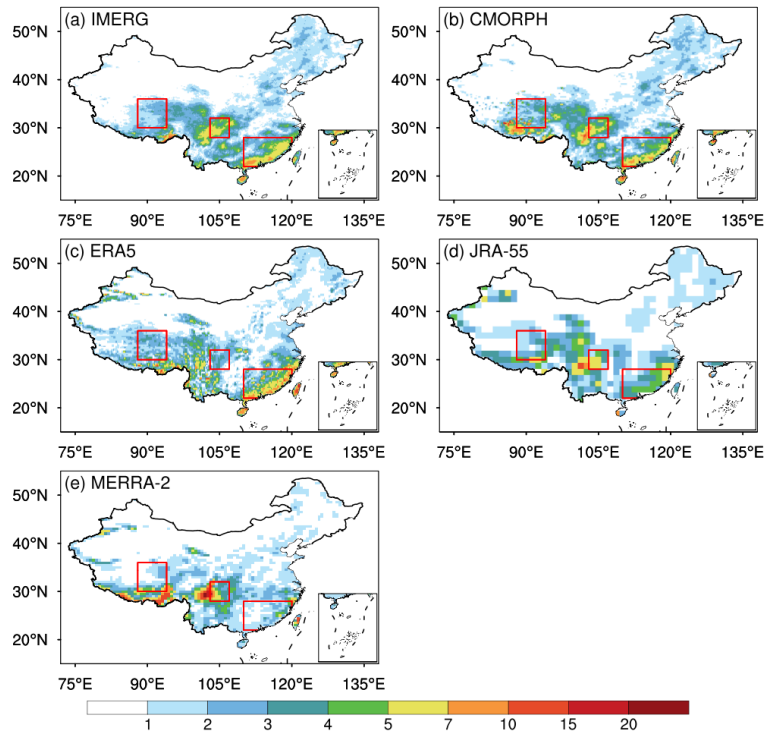 (a) IMERG
(b) CMORPH
50°N
40°N
30°N
20°N
50°N
40°N
30°N
20°N
75°E 90°E 105°E 120°E 135°E
75°E 90°E 105°E 120°E 135°E
(c) ERA5
(d) JRA-55
50°N
40°N
30°N
20°N
50°N
40°N
30°N
20°N
75°E 90°E 105°E 120°E 135°E
75°E 90°E 105°E 120°E 135°E
(e) MERRA-2
50°N
40°N
30°N
20°N
75°E 90°E 105°E 120°E 135°E
1 2 3 4 5 7 10 15 20